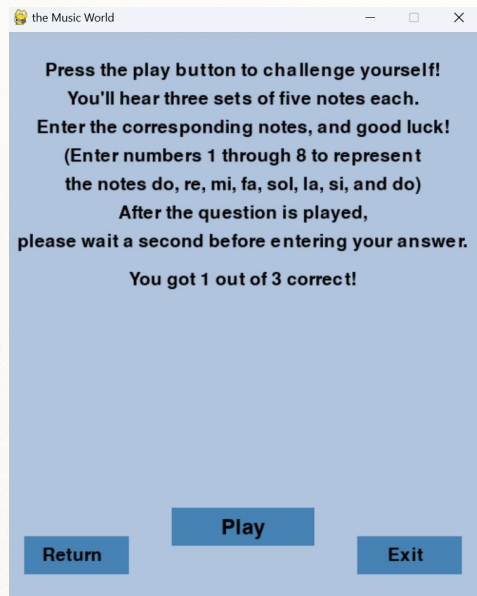 the Music World
Press the play button to challenge yourself!
You'll hear three sets of five notes each.
Enter the corresponding notes, and good luck!
(Enter numbers 1 through 8 to represent
the notes do, re, mi, fa, sol, la, si, and do)
After the question is played,
please wait a second before entering your answer.
You got 1 out of 3 correct!
Play
Return
Exit